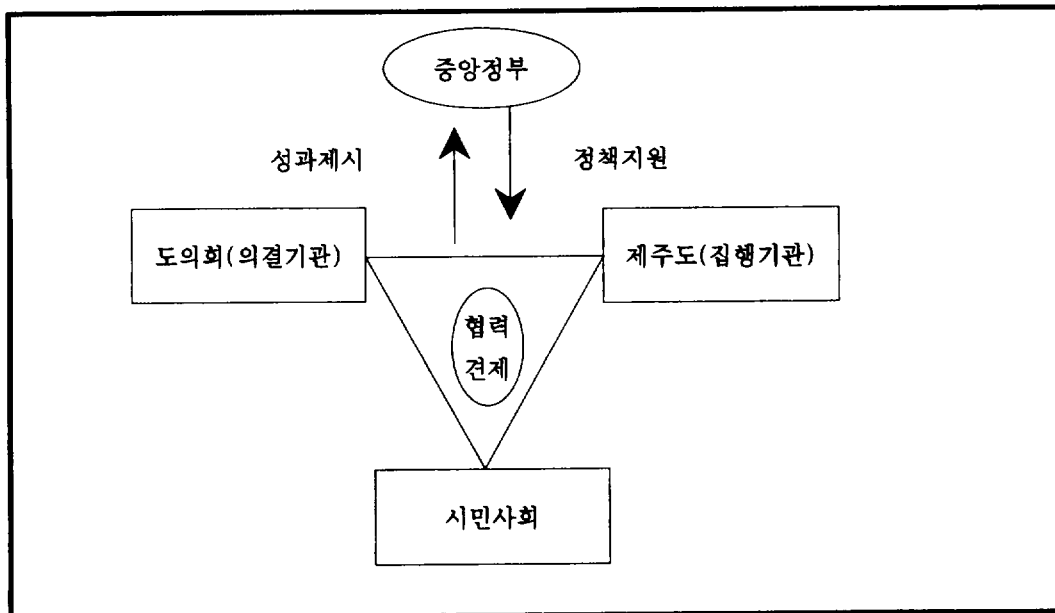 중앙정부
성과제시
정책지원
도의회(의결기관)
제주도(집행기관)
협력
견제
시민사회